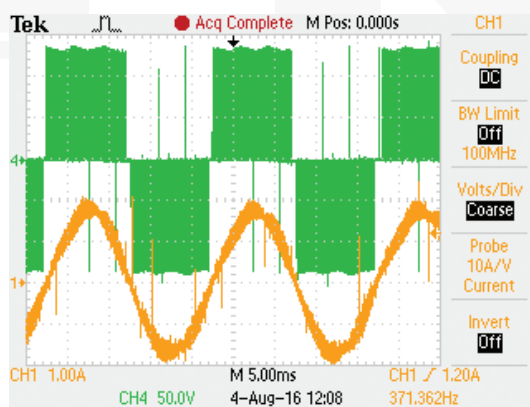 Tek Acq Complete M Pos: 0.000s
CH1
Coupling
DC
BW Limit
Off
100MHz
Volts/Div
Coarse
Probe
10A/V
Current
Invert
Off
4
1
CH1 1.00A M 5.00ms CH1 1.20A
CH4 50.0V 4-Aug-16 12:08 371.362Hz